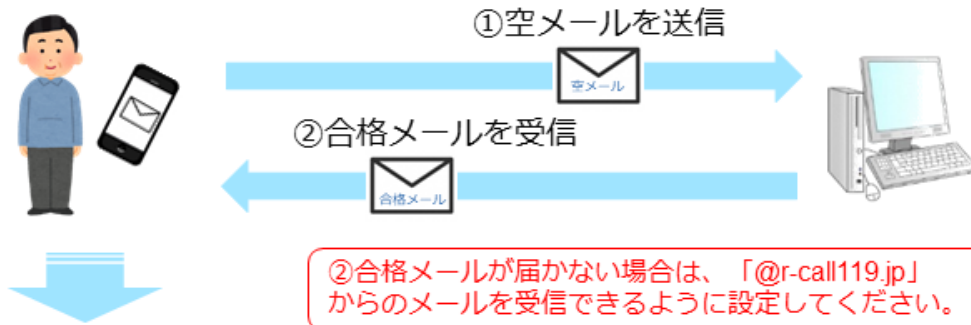 ①空メールを送信
空メール
②合格メールを受信
合格メール
②合格メールが届かない場合は、「@r-call119.jp」
からのメールを受信できるように設定してください。